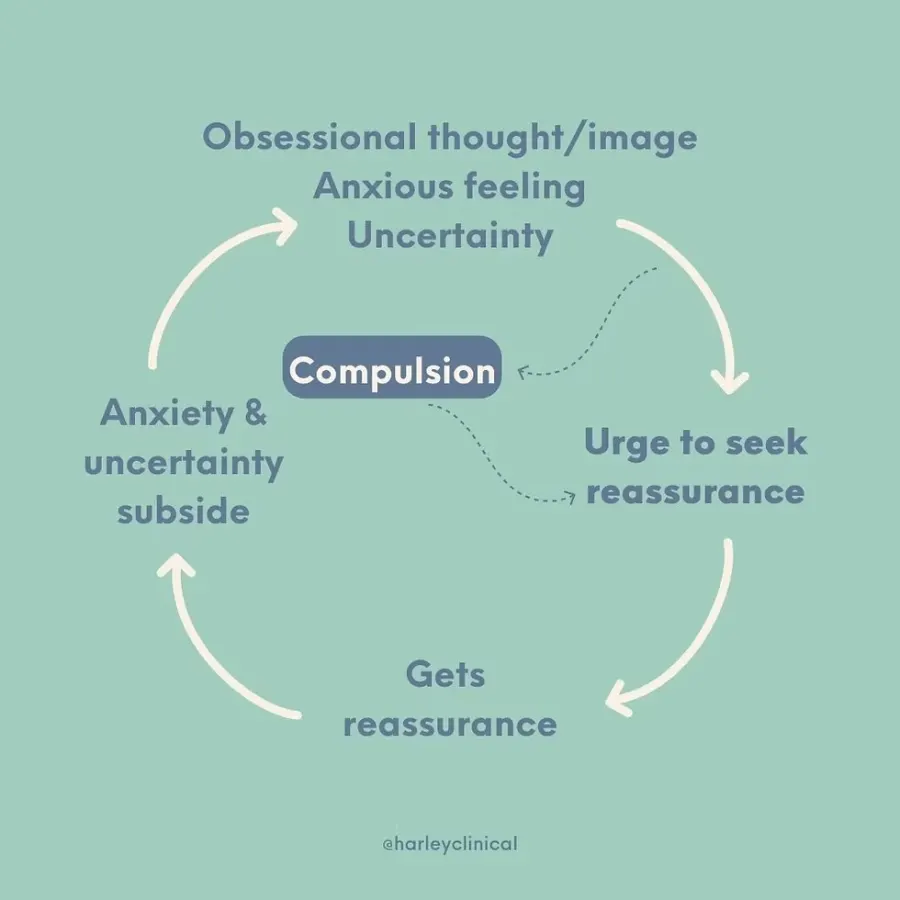 Obsessional thought/image
Anxious feeling
Uncertainty
Compulsion
Anxiety &
uncertainty
subside
Urge to seek
reassurance
Gets
reassurance
@harleyclinical